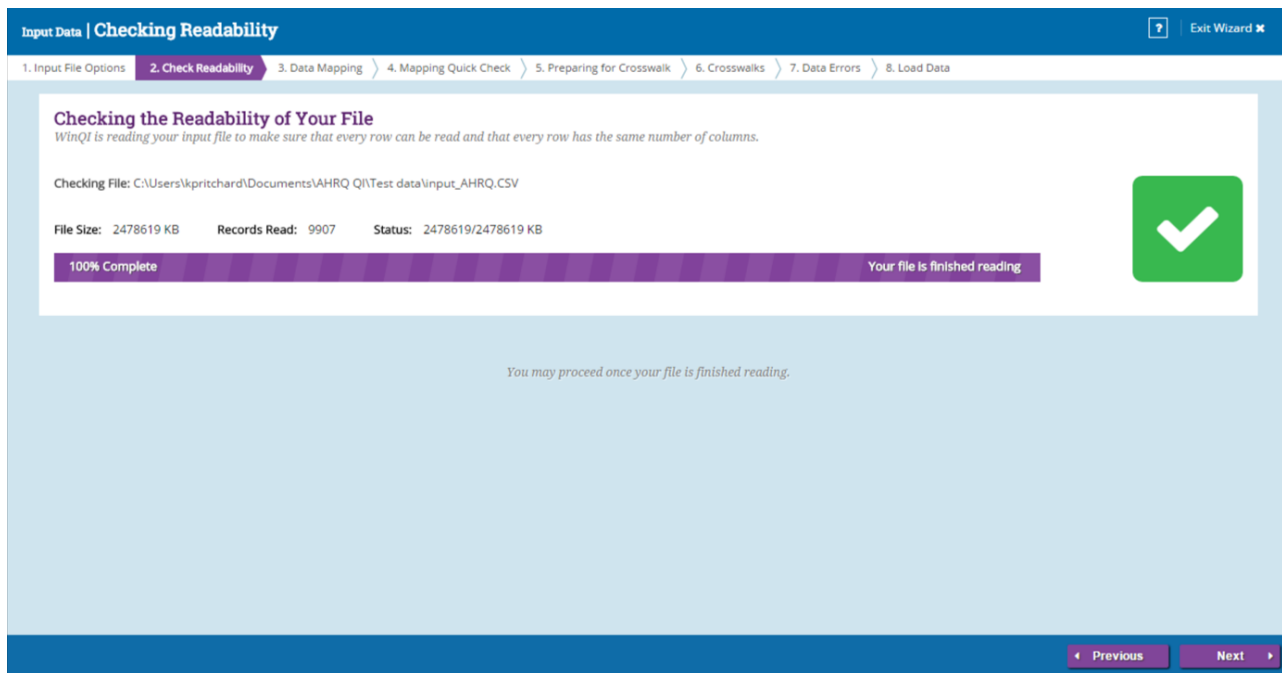 Input Data | Checking Readability
? Exit Wizard ✖
1. Input File Options 2. Check Readability 3. Data Mapping 4. Mapping Quick Check 5. Preparing for Crosswalk 6. Crosswalks 7. Data Errors 8. Load Data
Checking the Readability of Your File
WinQI is reading your input file to make sure that every row can be read and that every row has the same number of columns.
Checking File: C:\Users\kpritchard\Documents\AHRQ QI\Test data\input_AHRQ.CSV
File Size: 2478619 KB Records Read: 9907 Status: 2478619/2478619 KB
100% Complete Your file is finished reading
You may proceed once your file is finished reading.
Previous Next